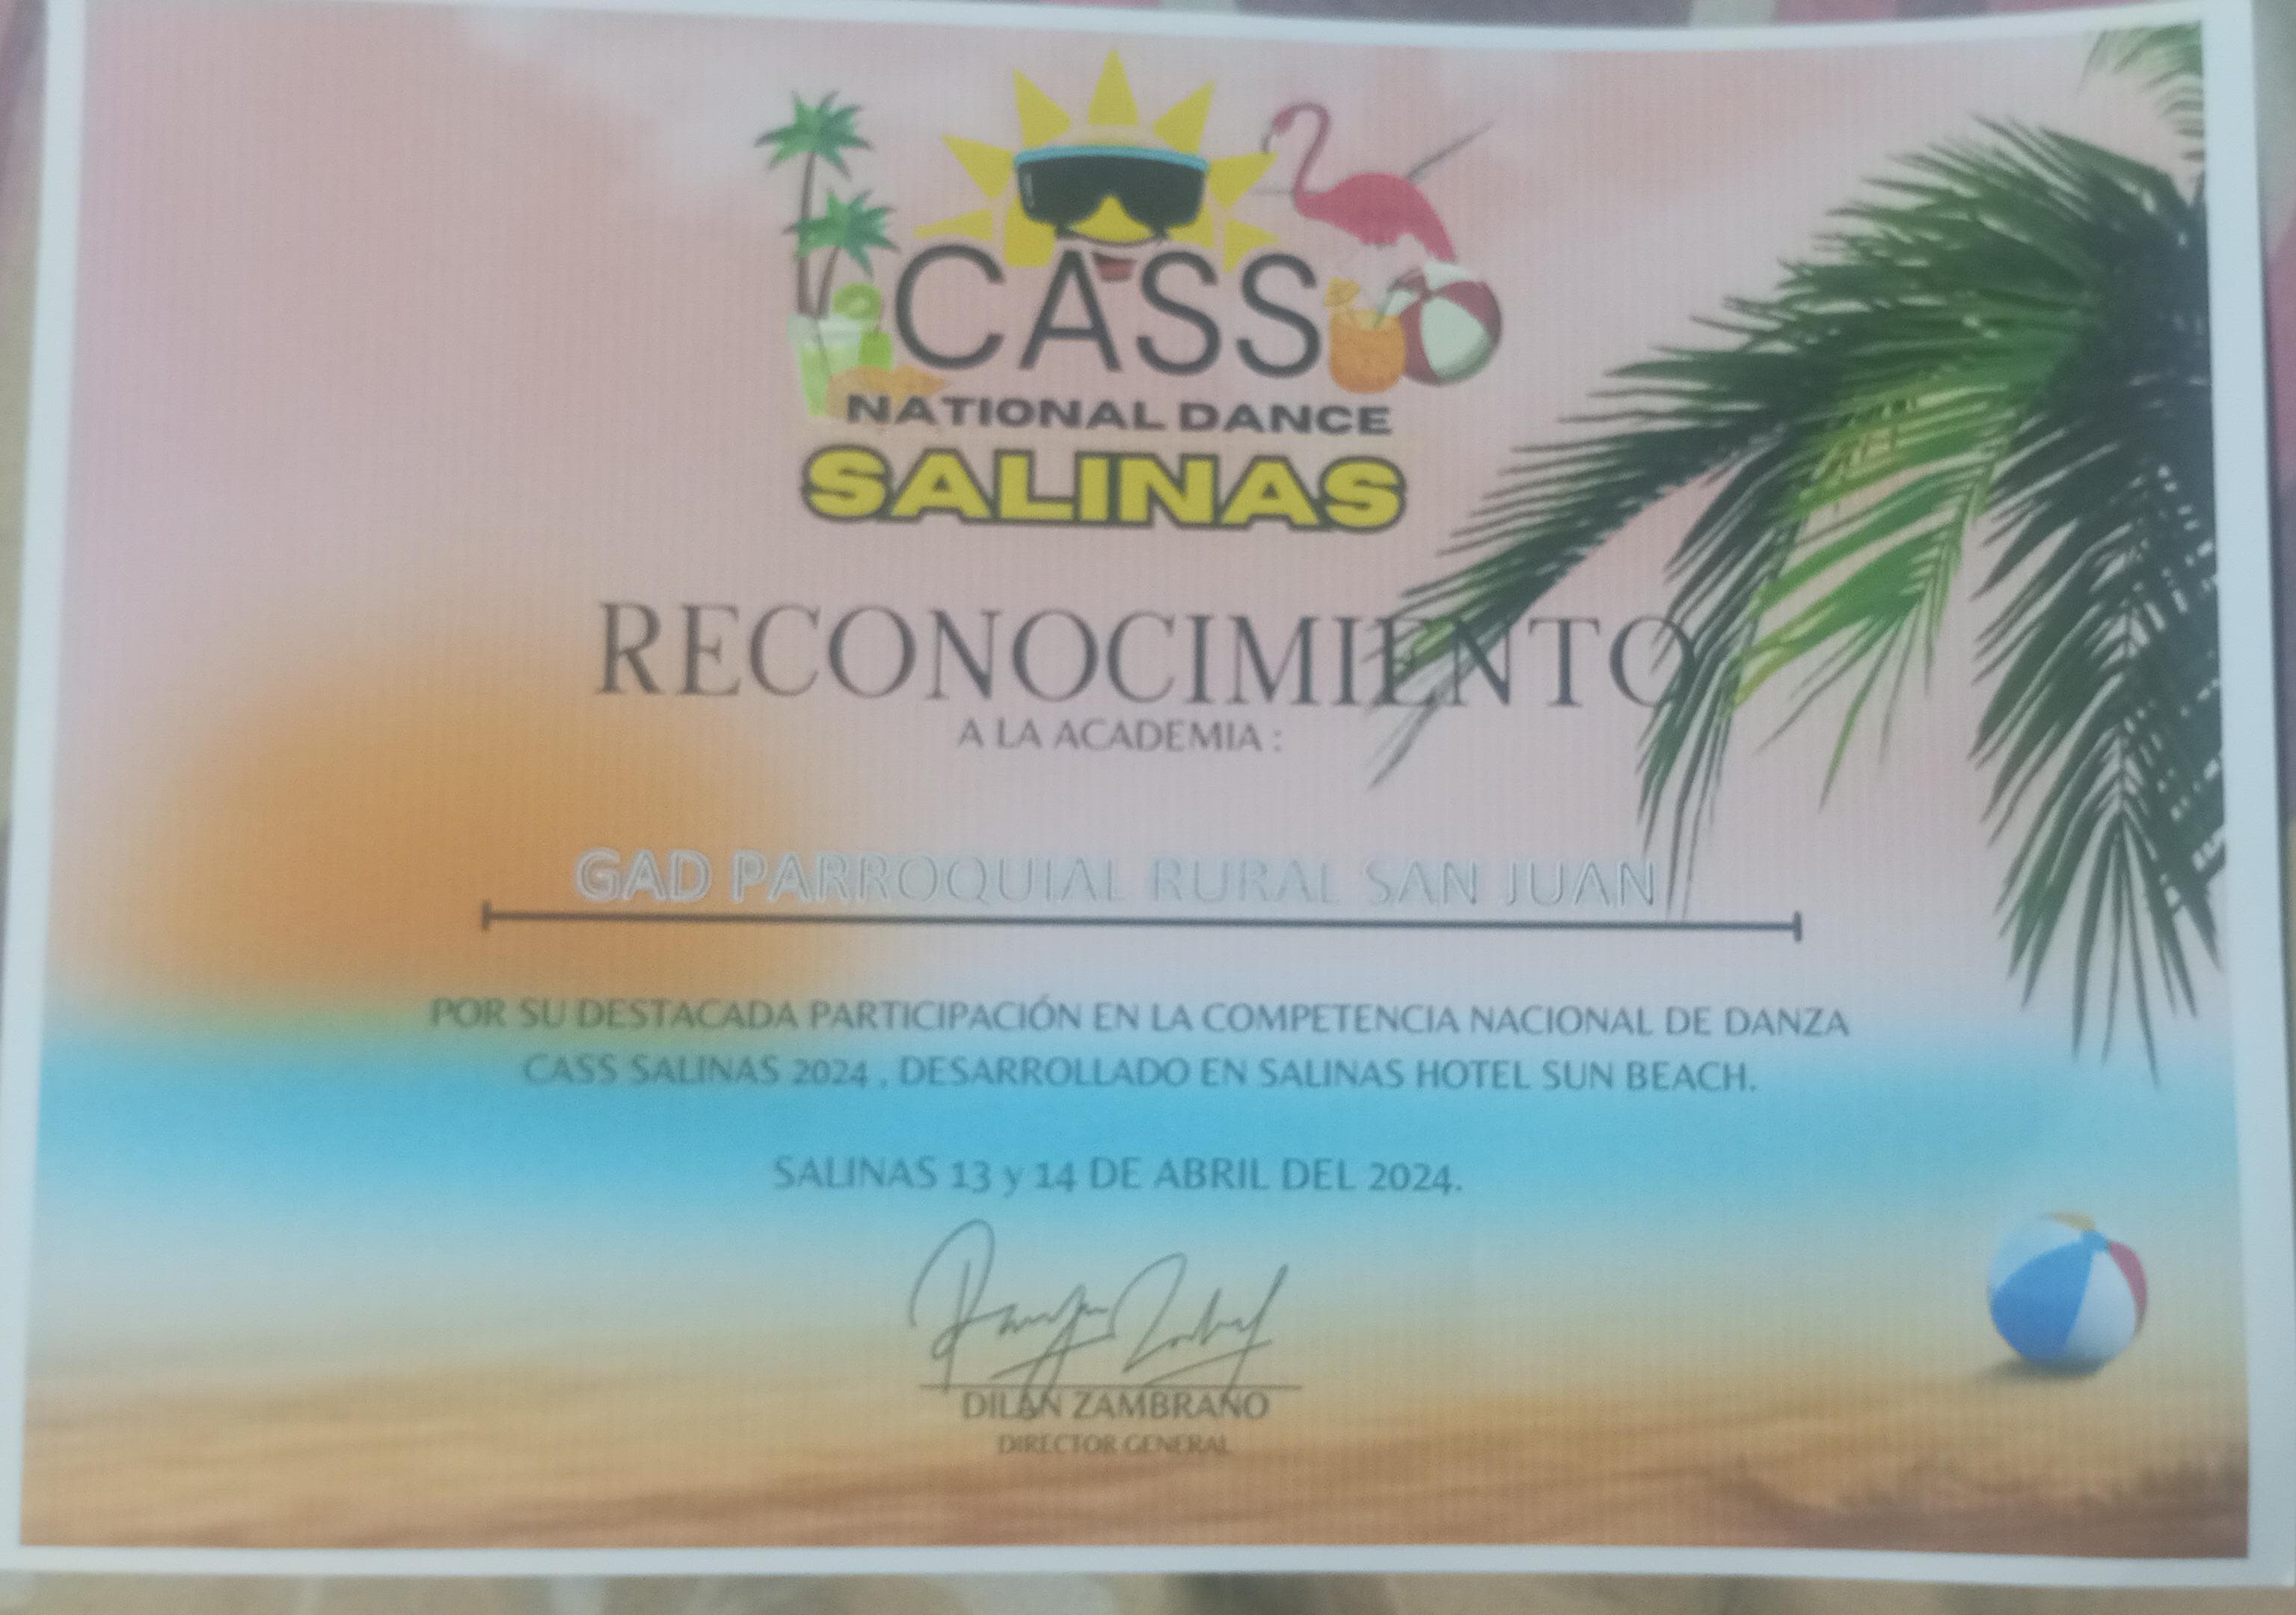 CASS
NATIONAL DANCE
SALINAS
RECONOCIMIENTO
A LA ACADEMIA :
GAD PARROQUIAL RURAL SAN JUAN
POR SU DESTACADA PARTICIPACIÓN EN LA COMPETENCIA NACIONAL DE DANZA
CASS SALINAS 2024 , DESARROLLADO EN SALINAS HOTEL SUN BEACH.
SALINAS 13 y 14 DE ABRIL DEL 2024.
DILAN ZAMBRANO
DIRECTOR GENERAL